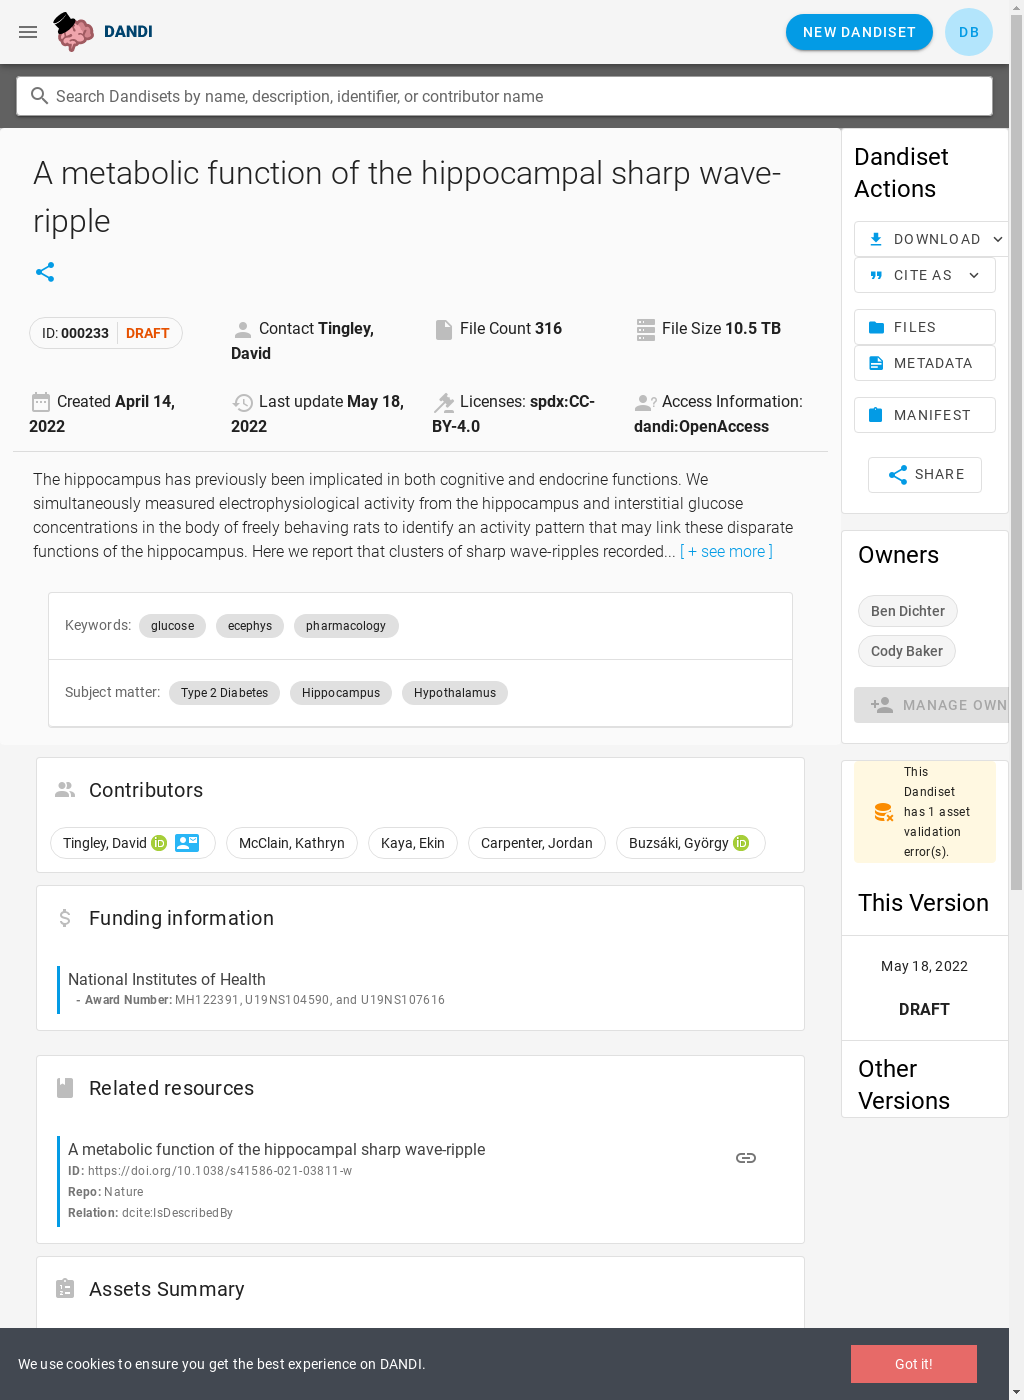 DANDI
NEW DANDISET
DB
Search Dandisets by name, description, identifier, or contributor name
A metabolic function of the hippocampal sharp wave-
ripple
ID: 000233 DRAFT
Contact Tingley,
David
File Count 316
File Size 10.5 TB
Created April 14,
2022
Last update May 18,
2022
Licenses: spdx:CC-
BY-4.0
Access Information:
dandi:OpenAccess
The hippocampus has previously been implicated in both cognitive and endocrine functions. We
simultaneously measured electrophysiological activity from the hippocampus and interstitial glucose
concentrations in the body of freely behaving rats to identify an activity pattern that may link these disparate
functions of the hippocampus. Here we report that clusters of sharp wave-ripples recorded... [ + see more ]
Keywords: glucose ecephys pharmacology
Subject matter: Type 2 Diabetes Hippocampus Hypothalamus
Contributors
Tingley, David iD McClain, Kathryn Kaya, Ekin Carpenter, Jordan Buzsáki, György iD
Funding information
National Institutes of Health
- Award Number: MH122391, U19NS104590, and U19NS107616
Related resources
A metabolic function of the hippocampal sharp wave-ripple
ID: https://doi.org/10.1038/s41586-021-03811-w
Repo: Nature
Relation: dcite:IsDescribedBy
Assets Summary
Dandiset
Actions
DOWNLOAD
CITE AS
FILES
METADATA
MANIFEST
SHARE
Owners
Ben Dichter
Cody Baker
MANAGE OWN
This
Dandiset
has 1 asset
validation
error(s).
This Version
May 18, 2022
DRAFT
Other
Versions
We use cookies to ensure you get the best experience on DANDI.
Got it!